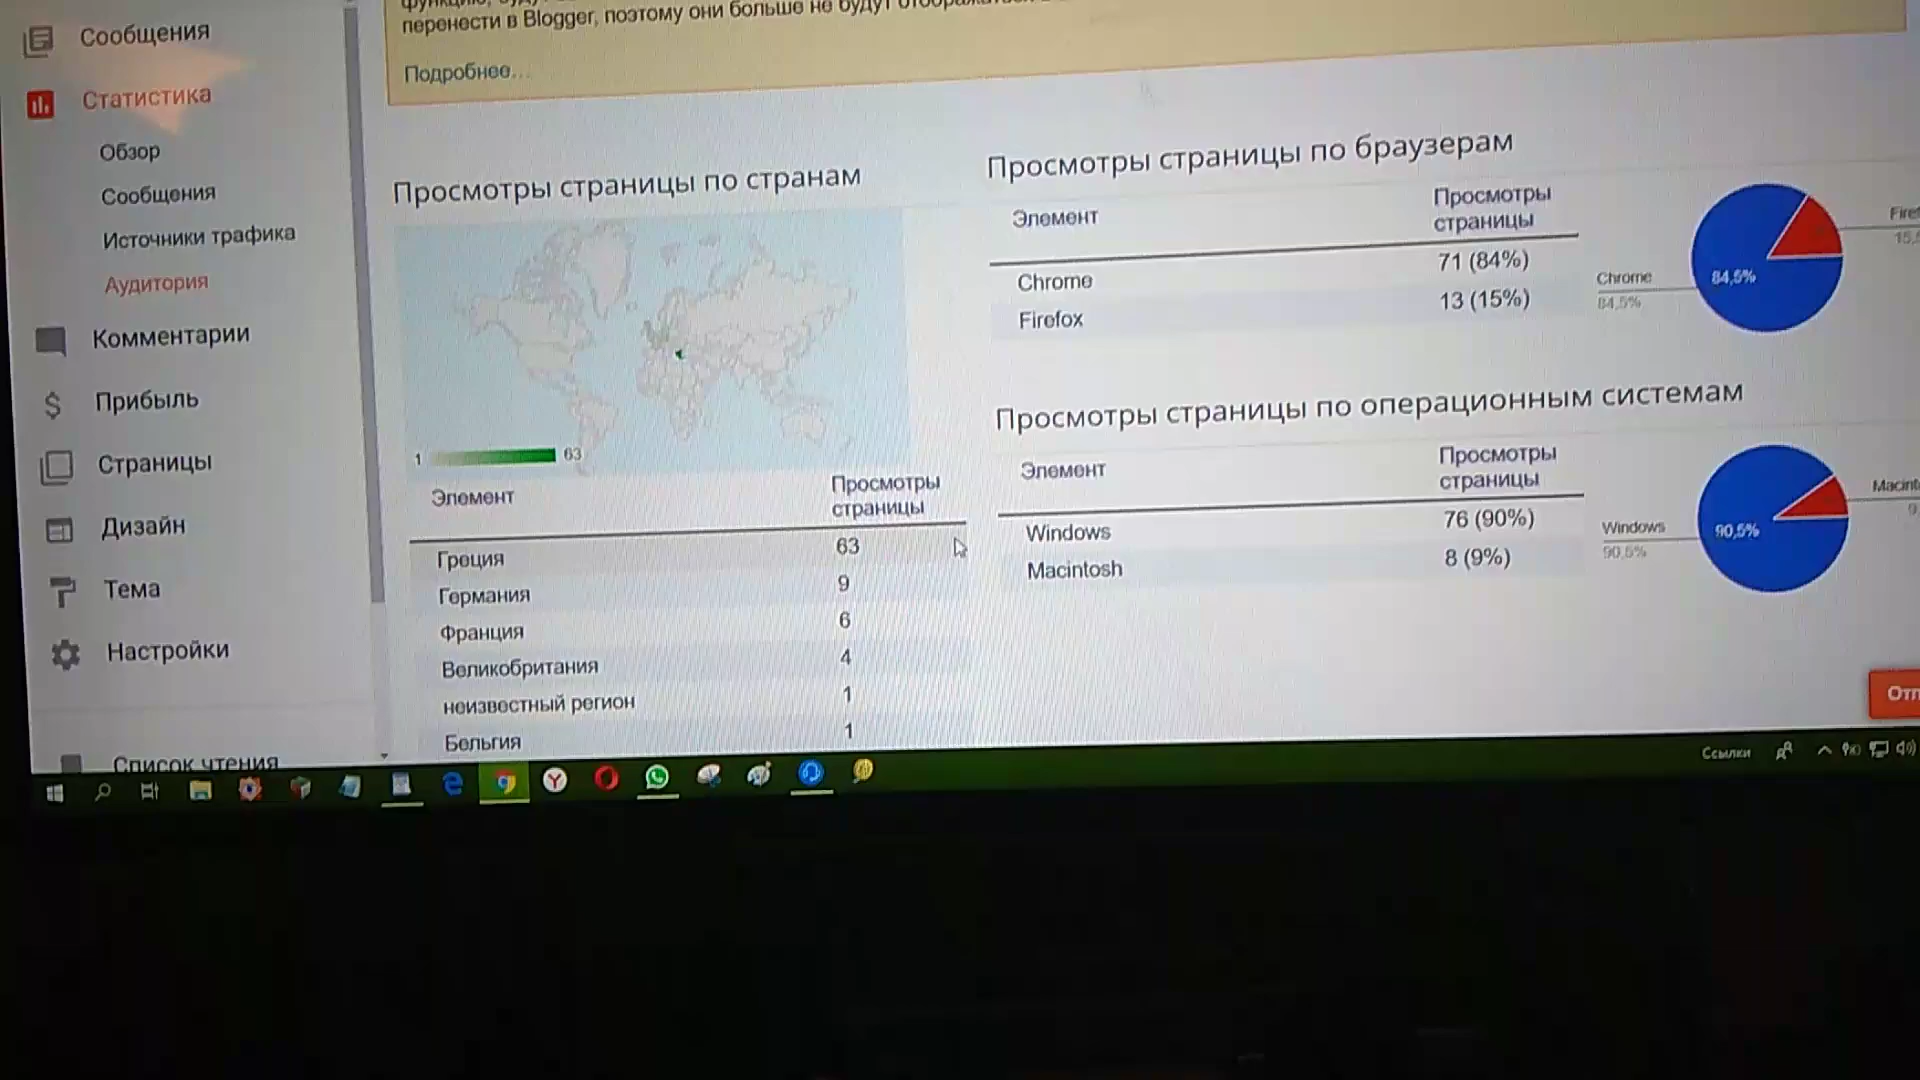 Сообщения
Статистика
Обзор
Сообщения
Источники трафика
Аудитория
Комментарии
Прибыль
Страницы
Дизайн
Тема
Настройки
Список чтения
перенести в Blogger, поэтому они больше не будут
Подробнее...
Просмотры страницы по странам
1 63
Элемент Просмотры страницы
Греция 63
Германия 9
Франция 6
Великобритания 4
неизвестный регион 1
Бельгия 1
Просмотры страницы по браузерам
Элемент Просмотры страницы
Chrome 71 (84%)
Firefox 13 (15%)
Chrome
84,5%
84,5%
Просмотры страницы по операционным системам
Элемент Просмотры страницы
Windows 76 (90%)
Macintosh 8 (9%)
Windows
90,5%
90,5%
Ссылки